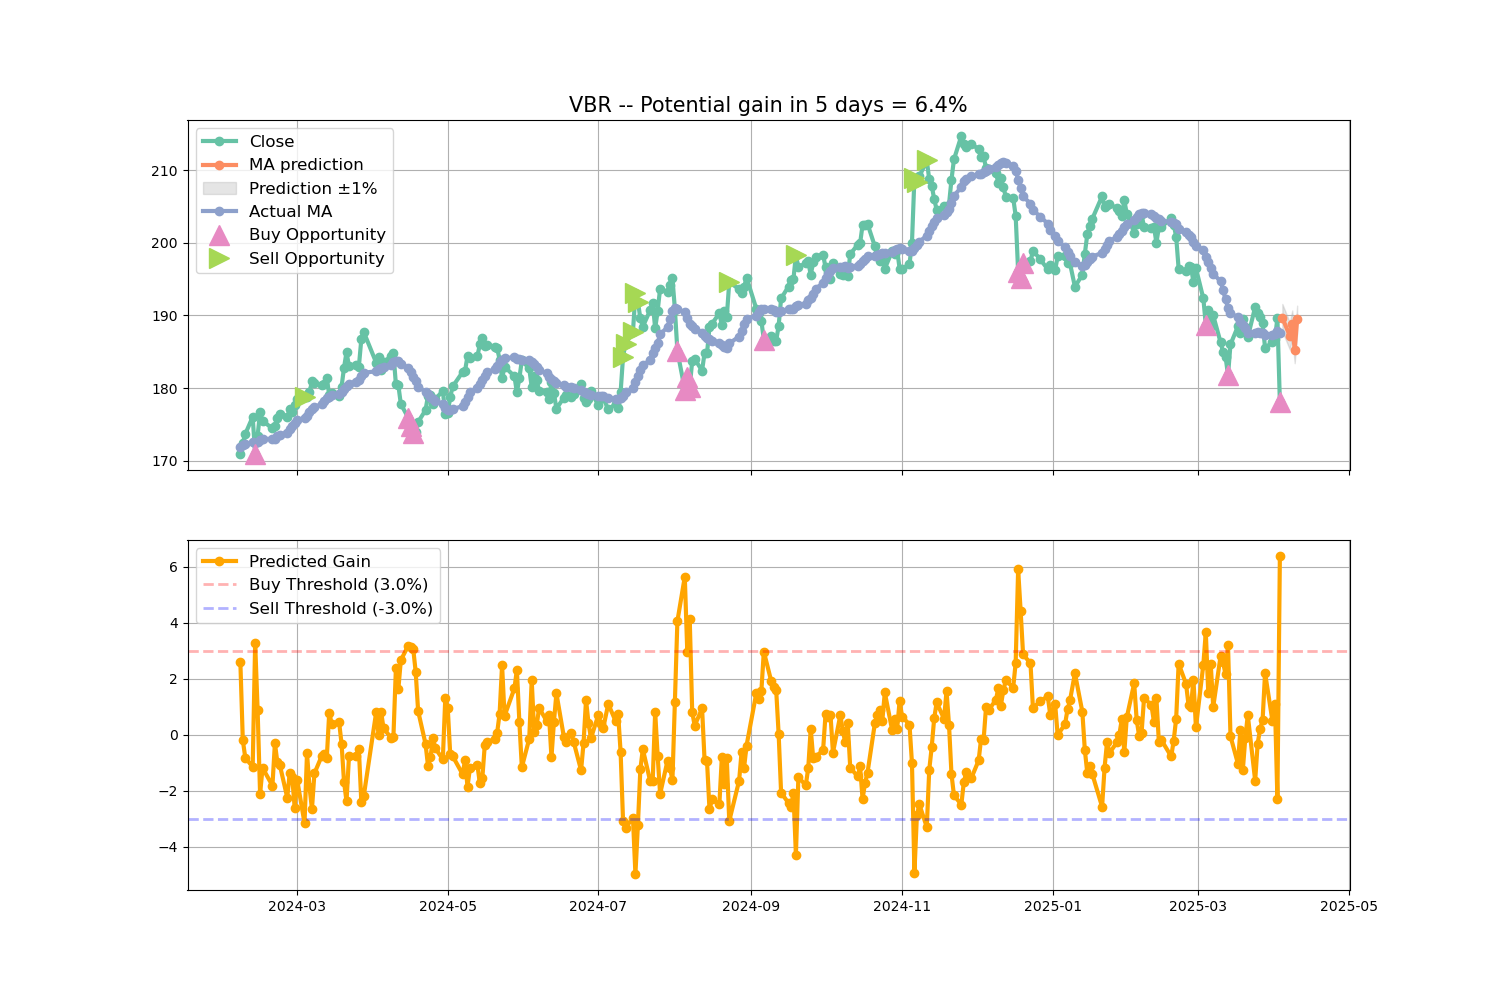 VBR -- Potential gain in 5 days = 6.4%
Close
MA prediction
Prediction ±1%
Actual MA
Buy Opportunity
Sell Opportunity
210
200
190
180
170
Predicted Gain
Buy Threshold (3.0%)
Sell Threshold (-3.0%)
6
4
2
0
−2
−4
2024-03 2024-05 2024-07 2024-09 2024-11 2025-01 2025-03 2025-05